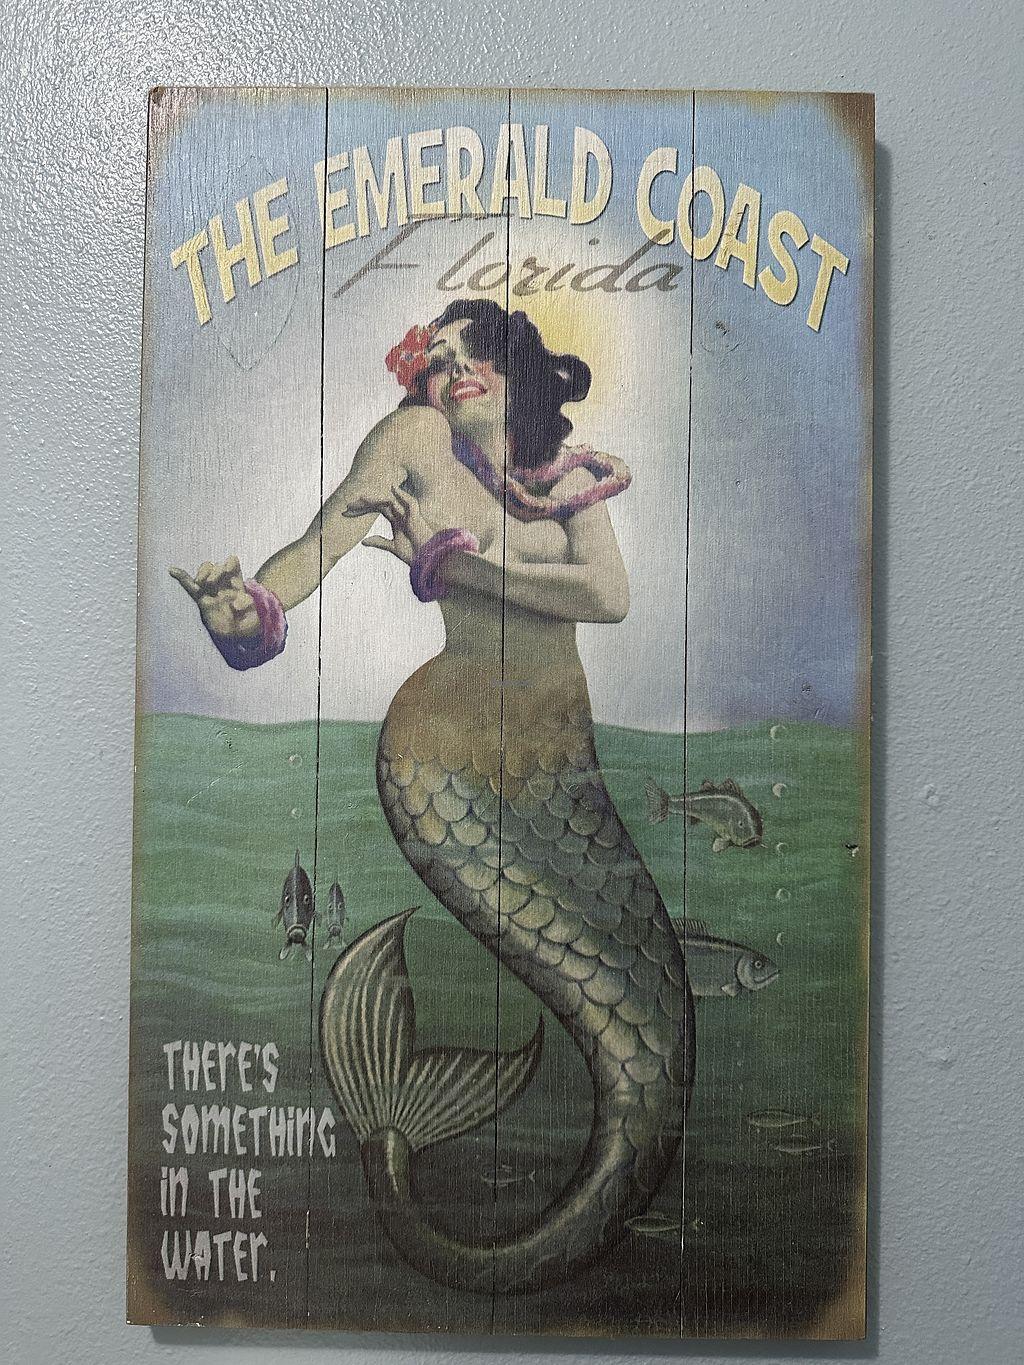 THE EMERALD COAST
Florida
THERE'S
SOMETHING
IN THE
WATER.